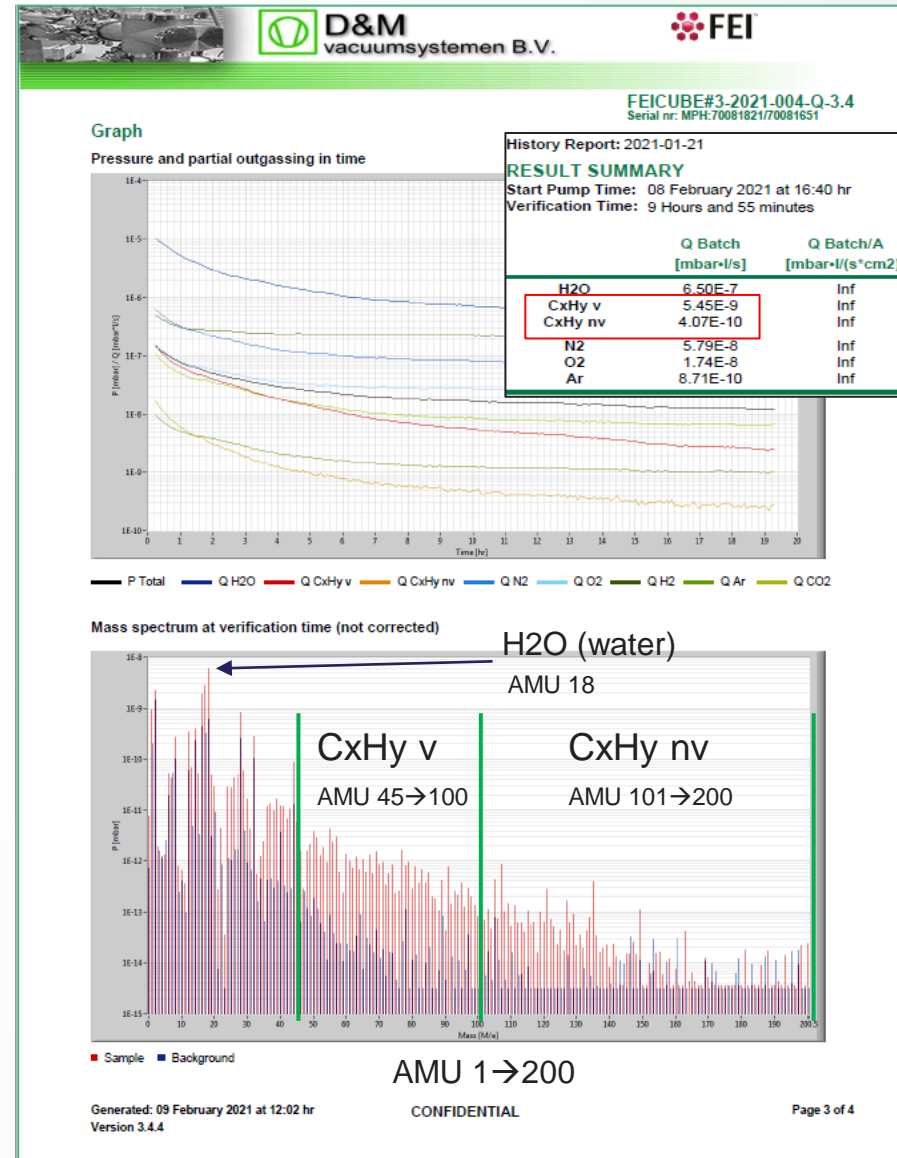 D&M
vacuumsystemen B.V.
FEI
FEICUBE#3-2021-004-Q-3.4
Serial nr: MPH:70081821/70081651
Graph
Pressure and partial outgassing in time
History Report: 2021-01-21
RESULT SUMMARY
Start Pump Time: 08 February 2021 at 16:40 hr
Verification Time: 9 Hours and 55 minutes
Q Batch Q Batch/A
[mbar•l/s] [mbar•l/(s*cm2)
H2O 6.50E-7 Inf
CxHy v 5.45E-9 Inf
CxHy nv 4.07E-10 Inf
N2 5.79E-8 Inf
O2 1.74E-8 Inf
Ar 8.71E-10 Inf
1E-4
1E-5
1E-6
1E-7
1E-8
1E-9
1E-10
P [mbar] / Q [mbar*l/s]
0 1 2 3 4 5 6 7 8 9 10 11 12 13 14 15 16 17 18 19 20
Time [hr]
P Total Q H2O Q CxHy v Q CxHy nv Q N2 Q O2 Q H2 Q Ar Q CO2
Mass spectrum at verification time (not corrected)
H2O (water)
AMU 18
CxHy v CxHy nv
AMU 45→100 AMU 101→200
1E-8
1E-9
1E-10
1E-11
1E-12
1E-13
1E-14
1E-15
P [mbar]
0 10 20 30 40 50 60 70 80 90 100 110 120 130 140 150 160 170 180 190 200.5
Mass [M/e]
Sample Background
AMU 1→200
Generated: 09 February 2021 at 12:02 hr CONFIDENTIAL Page 3 of 4
Version 3.4.4